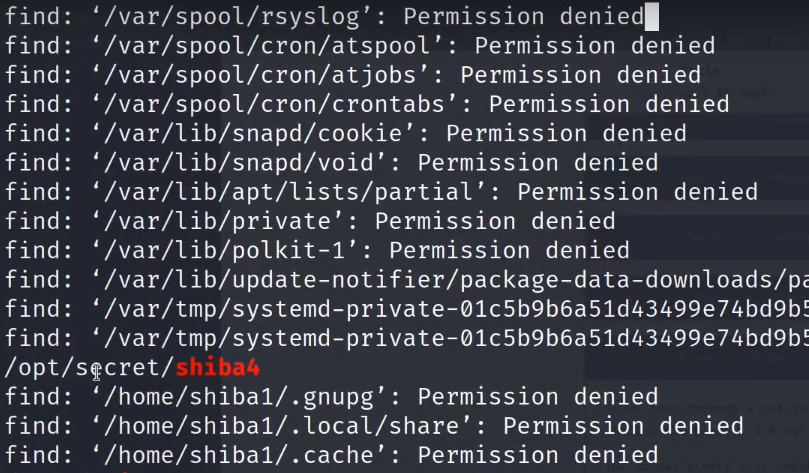 find: ‘/var/spool/rsyslog’: Permission denied
find: ‘/var/spool/cron/atspool’: Permission denied
find: ‘/var/spool/cron/atjobs’: Permission denied
find: ‘/var/spool/cron/crontabs’: Permission denied
find: ‘/var/lib/snapd/cookie’: Permission denied
find: ‘/var/lib/snapd/void’: Permission denied
find: ‘/var/lib/apt/lists/partial’: Permission denied
find: ‘/var/lib/private’: Permission denied
find: ‘/var/lib/polkit-1’: Permission denied
find: ‘/var/lib/update-notifier/package-data-downloads/pa
find: ‘/var/tmp/systemd-private-01c5b9b6a51d43499e74bd9b5
find: ‘/var/tmp/systemd-private-01c5b9b6a51d43499e74bd9b5
/opt/secret/shiba4
find: ‘/home/shiba1/.gnupg’: Permission denied
find: ‘/home/shiba1/.local/share’: Permission denied
find: ‘/home/shiba1/.cache’: Permission denied